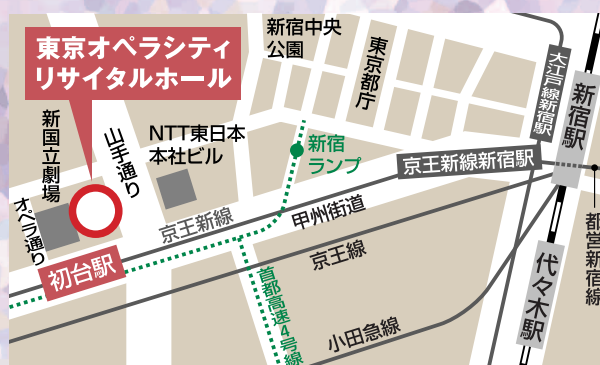 東京オペラシティ
リサイタルホール
新宿中央
公園
東京都庁
大江戸線新宿駅
新宿駅
新国立劇場
山手通り
NTT東日本
本社ビル
新宿
ランプ
京王新線新宿駅
オペラ通り
京王新線
甲州街道
初台駅
京王線
首都高速4号線
小田急線
代々木駅
都営新宿線